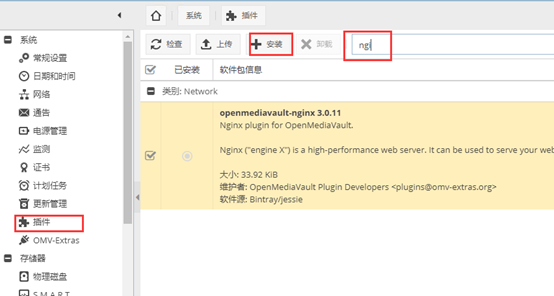 系统
插件
系统
常规设置
日期和时间
网络
通告
电源管理
监测
证书
计划任务
更新管理
插件
OMV-Extras
存储器
物理磁盘
S.M.A.R.T.
检查
上传
安装
卸载
ngi
已安装
软件包信息
类别: Network
openmediavault-nginx 3.0.11
Nginx plugin for OpenMediaVault.
Nginx ("engine X") is a high-performance web server. It can be used to serve your web
大小: 33.92 KiB
维护者: OpenMediaVault Plugin Developers <plugins@omv-extras.org>
软件源: Bintray/jessie